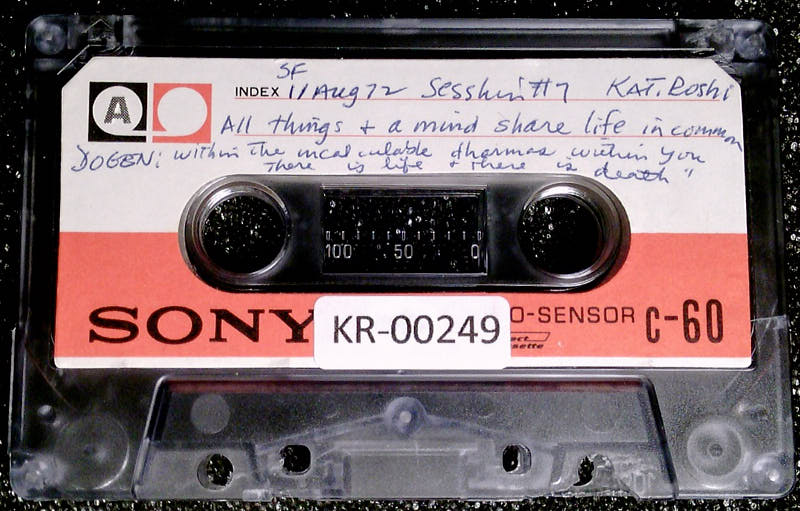 SF
A INDEX 11 Aug 72 Sesshin #7 KAT. Roshi
All things & a mind share life in common
DOGEN: within the incalculable dharmas within you
There is life & there is death"
100 50 0
SONY O-SENSOR C-60
KR-00249